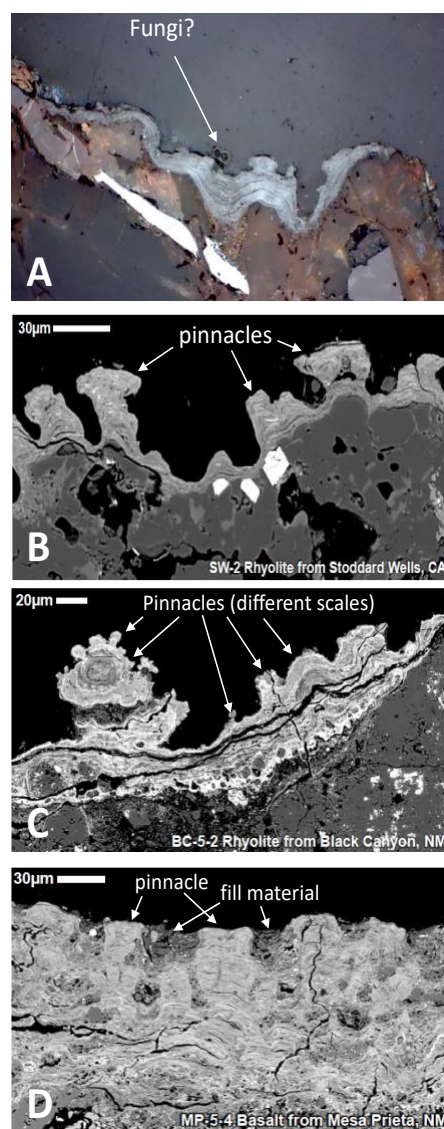 Fungi?
A
30µm
pinnacles
B
SW-2 Rhyolite from Stoddard Wells, CA
20µm
Pinnacles (different scales)
C
BC-5-2 Rhyolite from Black Canyon, NM
30µm
pinnacle
fill material
D
MP-5-4 Basalt from Mesa Prieta, NM